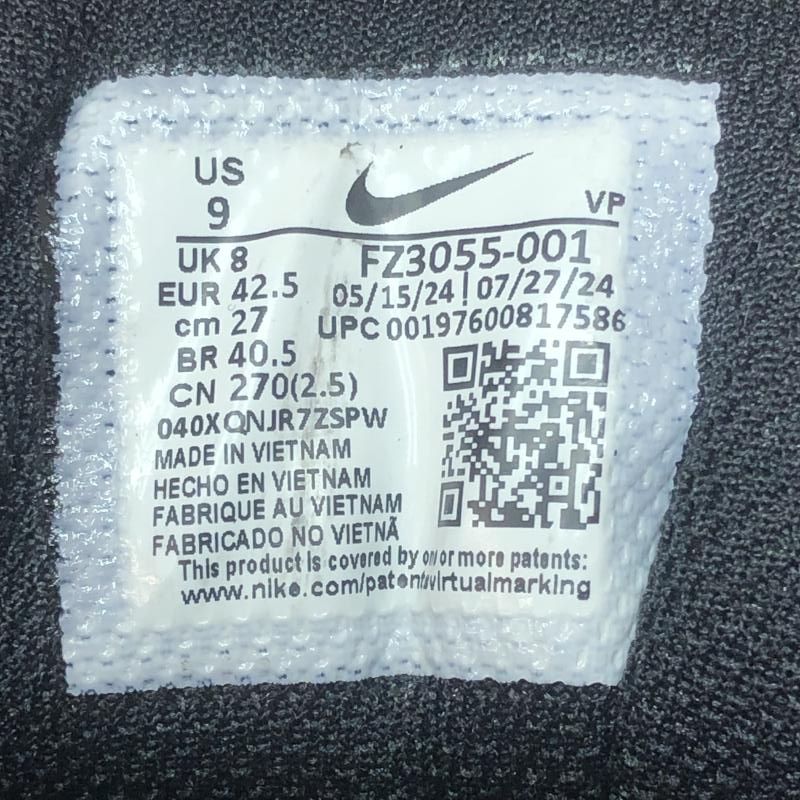 US
9
VP
UK 8
FZ3055-001
EUR 42.5
05/15/24 | 07/27/24
cm 27
UPC 00197600817586
BR 40.5
CN 270(2.5)
040XQNJR7ZSPW
MADE IN VIETNAM
HECHO EN VIETNAM
FABRIQUE AU VIETNAM
FABRICADO NO VIETNÃ
This product is covered by or more patents:
www.nike.com/patent/virtualmarking